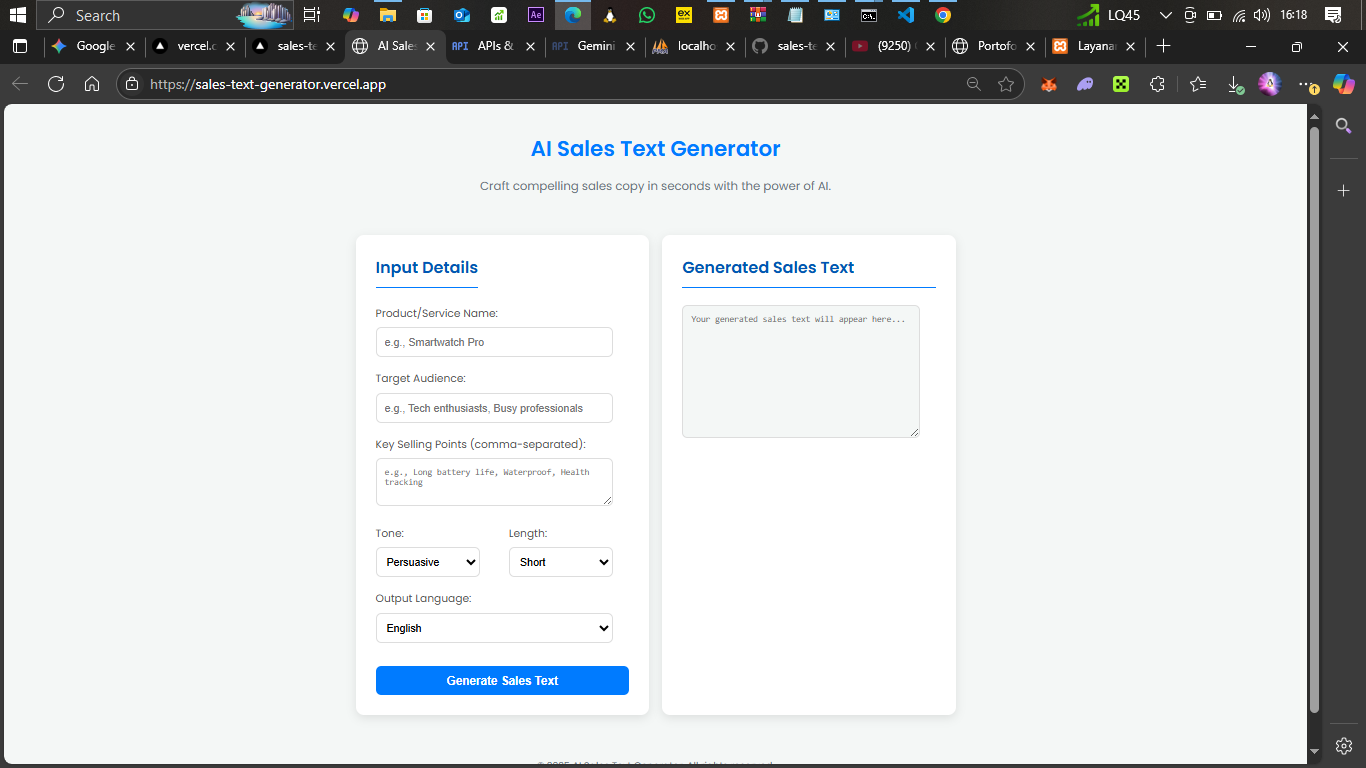 Search
LQ45
16:18
Google
vercel.c
sales-te
AI Sales
API
APIs &
API
Gemini
localho
sales-te
(9250)
Portofo
Layanar
https://sales-text-generator.vercel.app
AI Sales Text Generator
Craft compelling sales copy in seconds with the power of AI.
Input Details
Product/Service Name:
e.g., Smartwatch Pro
Target Audience:
e.g., Tech enthusiasts, Busy professionals
Key Selling Points (comma-separated):
e.g., Long battery life, Waterproof, Health
tracking
Tone:
Length:
Persuasive
Short
Output Language:
English
Generate Sales Text
Generated Sales Text
Your generated sales text will appear here...